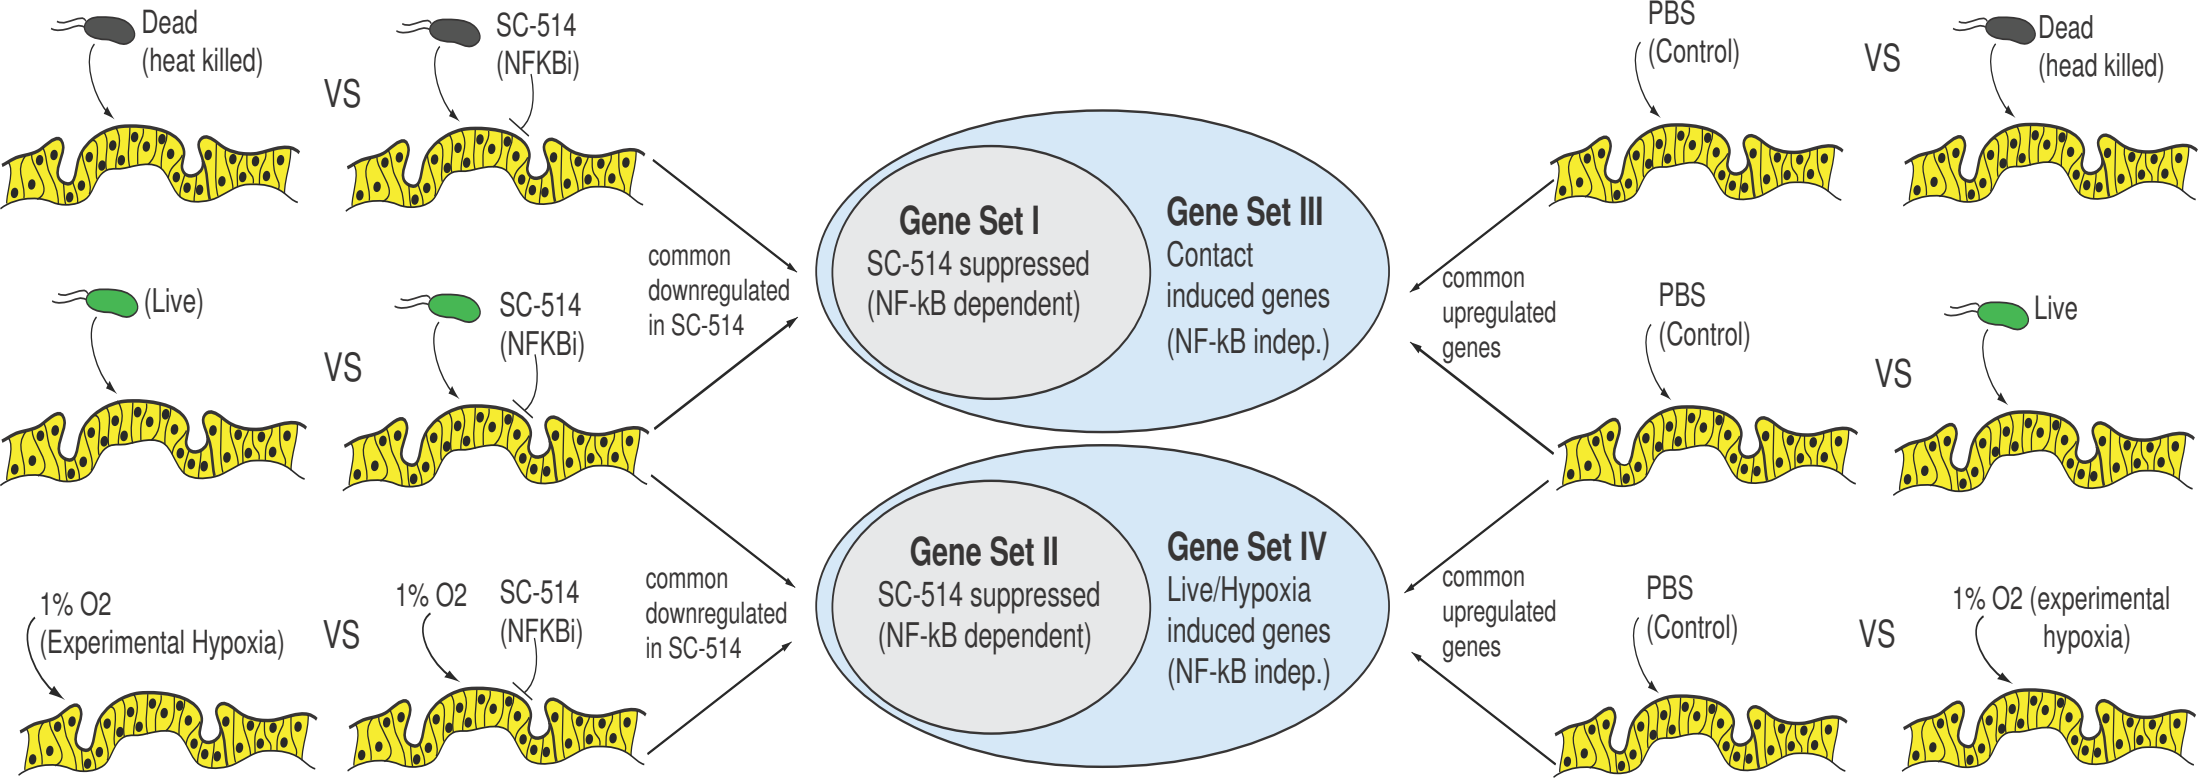 Dead
(heat killed)
VS
SC-514
(NFKBi)
(Live)
VS
SC-514
(NFKBi)
1% O2
(Experimental Hypoxia)
VS
1% O2
SC-514
(NFKBi)
common
downregulated
in SC-514
common
downregulated
in SC-514
Gene Set I
SC-514 suppressed
(NF-kB dependent)
Gene Set III
Contact
induced genes
(NF-kB indep.)
Gene Set II
SC-514 suppressed
(NF-kB dependent)
Gene Set IV
Live/Hypoxia
induced genes
(NF-kB indep.)
common
upregulated
genes
common
upregulated
genes
PBS
(Control)
VS
Dead
(head killed)
PBS
(Control)
VS
Live
PBS
(Control)
VS
1% O2 (experimental
hypoxia)